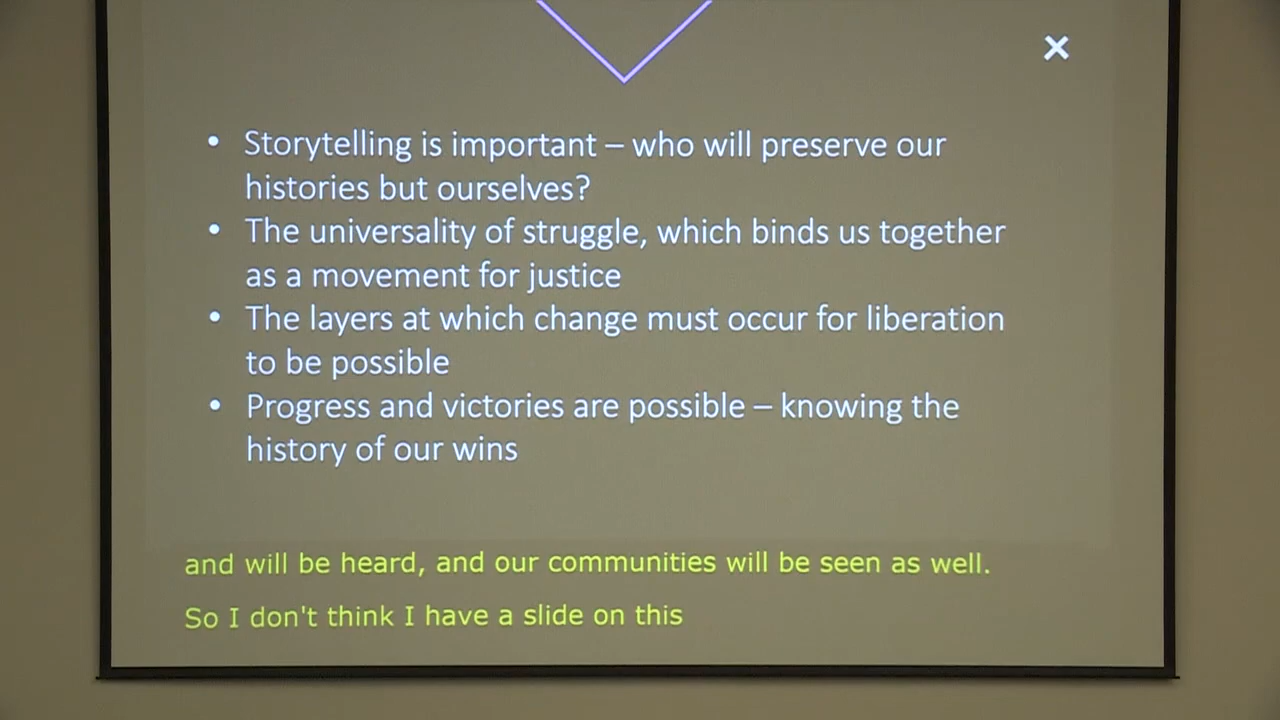 • Storytelling is important – who will preserve our
histories but ourselves?
• The universality of struggle, which binds us together
as a movement for justice
• The layers at which change must occur for liberation
to be possible
• Progress and victories are possible – knowing the
history of our wins
and will be heard, and our communities will be seen as well.
So I don't think I have a slide on this